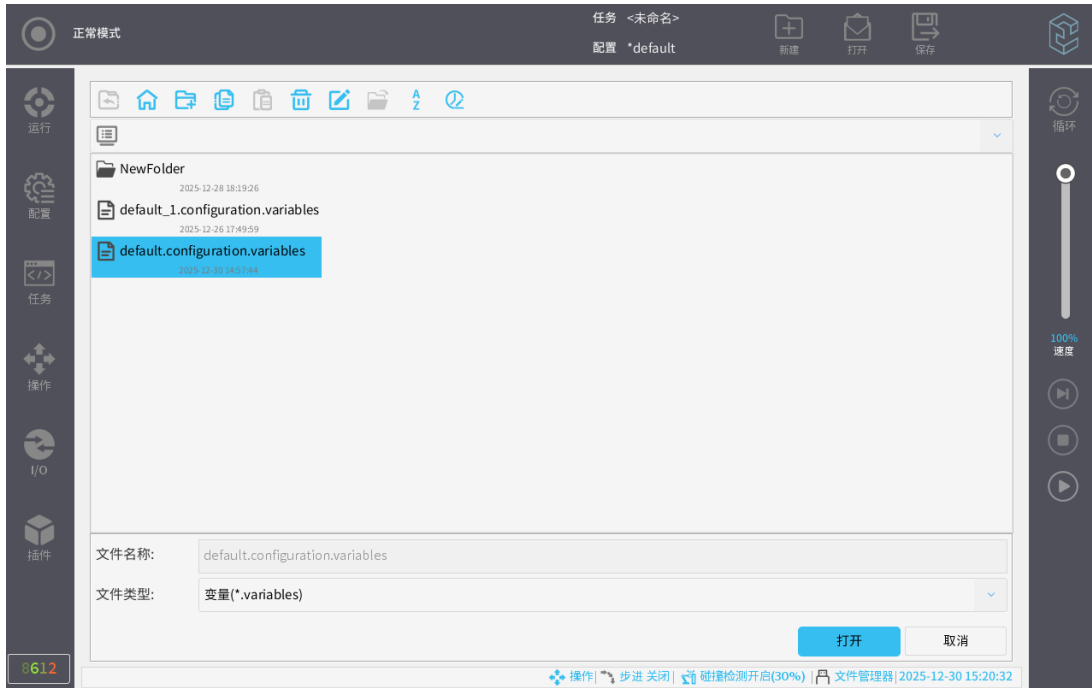 任务 <未命名>
正常模式
配置 *default
新建
打开
保存
运行
配置
任务
操作
I/O
插件
8612
NewFolder
2025-12-28 18:19:26
default_1.configuration.variables
2025-12-26 17:49:59
default.configuration.variables
2025-12-30 14:57:44
文件名称: default.configuration.variables
文件类型: 变量(*.variables)
打开 取消
循环
100%
速度
操作| 步进 关闭| 碰撞检测开启(30%) | 文件管理器|2025-12-30 15:20:32